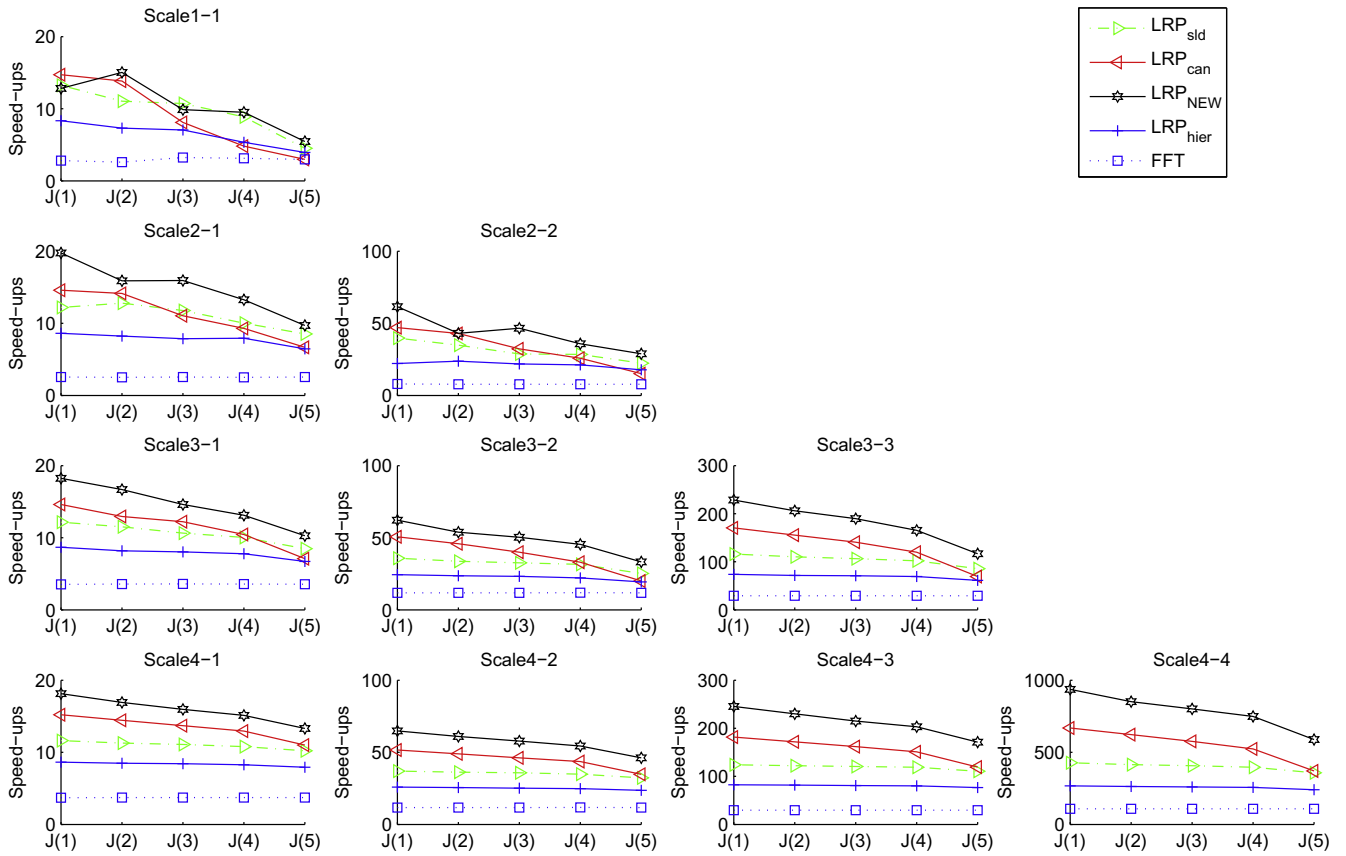 Scale1−1
Speed−ups
20
10
0
J(1) J(2) J(3) J(4) J(5)
LRPsld
LRPcan
LRPNEW
LRPhier
FFT
Scale2−1
Speed−ups
20
10
0
J(1) J(2) J(3) J(4) J(5)
Scale2−2
Speed−ups
100
50
0
J(1) J(2) J(3) J(4) J(5)
Scale3−1
Speed−ups
20
10
0
J(1) J(2) J(3) J(4) J(5)
Scale3−2
Speed−ups
100
50
0
J(1) J(2) J(3) J(4) J(5)
Scale3−3
Speed−ups
300
200
100
0
J(1) J(2) J(3) J(4) J(5)
Scale4−1
Speed−ups
20
10
0
J(1) J(2) J(3) J(4) J(5)
Scale4−2
Speed−ups
100
50
0
J(1) J(2) J(3) J(4) J(5)
Scale4−3
Speed−ups
300
200
100
0
J(1) J(2) J(3) J(4) J(5)
Scale4−4
Speed−ups
1000
500
0
J(1) J(2) J(3) J(4) J(5)